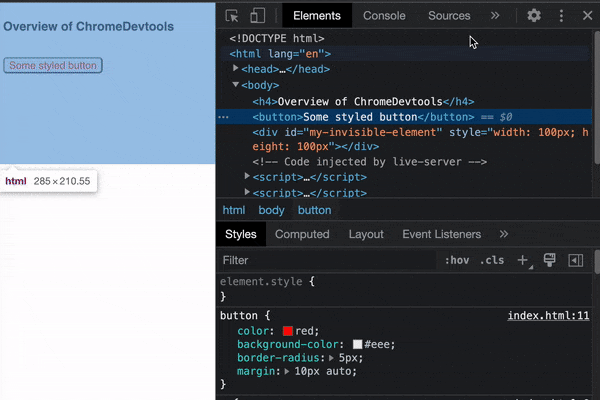 Overview of ChromeDevtools
Some styled button
html 285 × 210.55
Elements Console Sources »
<!DOCTYPE html>
<html lang="en">
<head>…</head>
<body>
<h4>Overview of ChromeDevtools</h4>
<button>Some styled button</button> == $0
<div id="my-invisible-element" style="width: 100px; h
eight: 100px"></div>
<!-- Code injected by live-server -->
<script>…</script>
<script>…</script>
html body button
Styles Computed Layout Event Listeners »
Filter :hov .cls +
element.style {
}
button { index.html:11
color: red;
background-color: #eee;
border-radius: 5px;
margin: 10px auto;
}